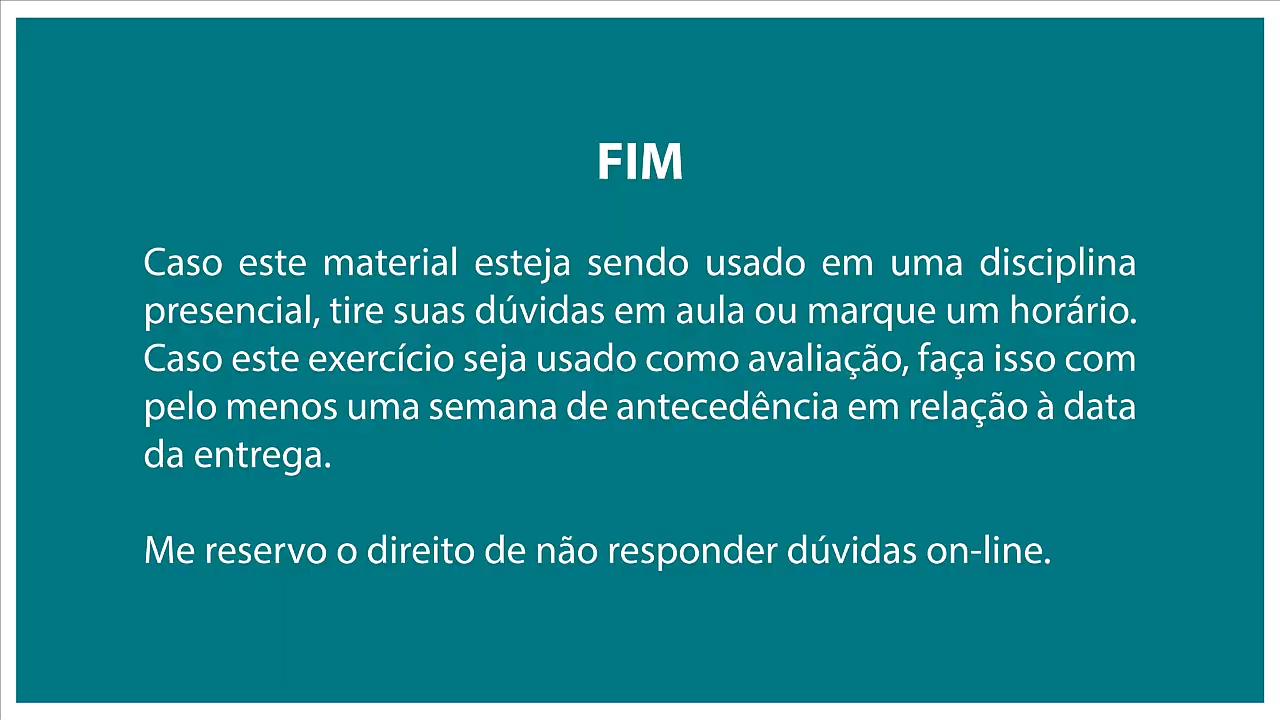 FIM
Caso este material esteja sendo usado em uma disciplina
presencial, tire suas dúvidas em aula ou marque um horário.
Caso este exercício seja usado como avaliação, faça isso com
pelo menos uma semana de antecedência em relação à data
da entrega.
Me reservo o direito de não responder dúvidas on-line.